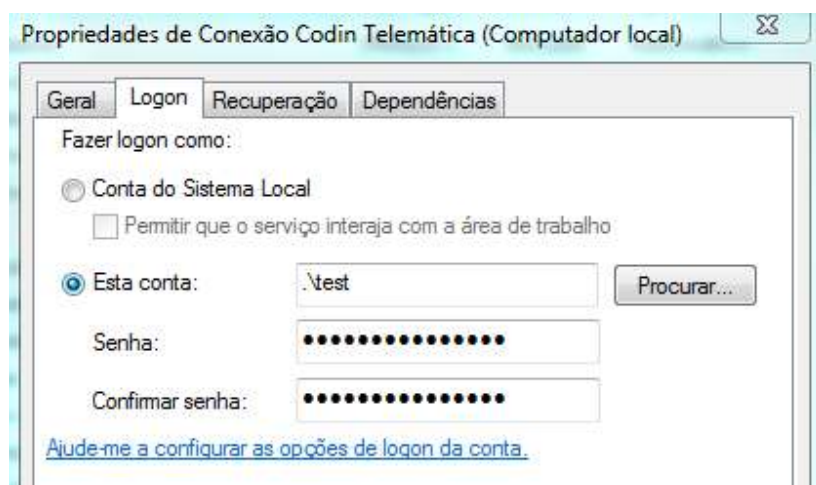 Propriedades de Conexão Codin Telemática (Computador local)
Geral Logon Recuperação Dependências
Fazer logon como:
Conta do Sistema Local
Permitir que o serviço interaja com a área de trabalho
Esta conta: .\test Procurar...
Senha: •••••••••••••••
Confirmar senha: •••••••••••••••
Ajude-me a configurar as opções de logon da conta.